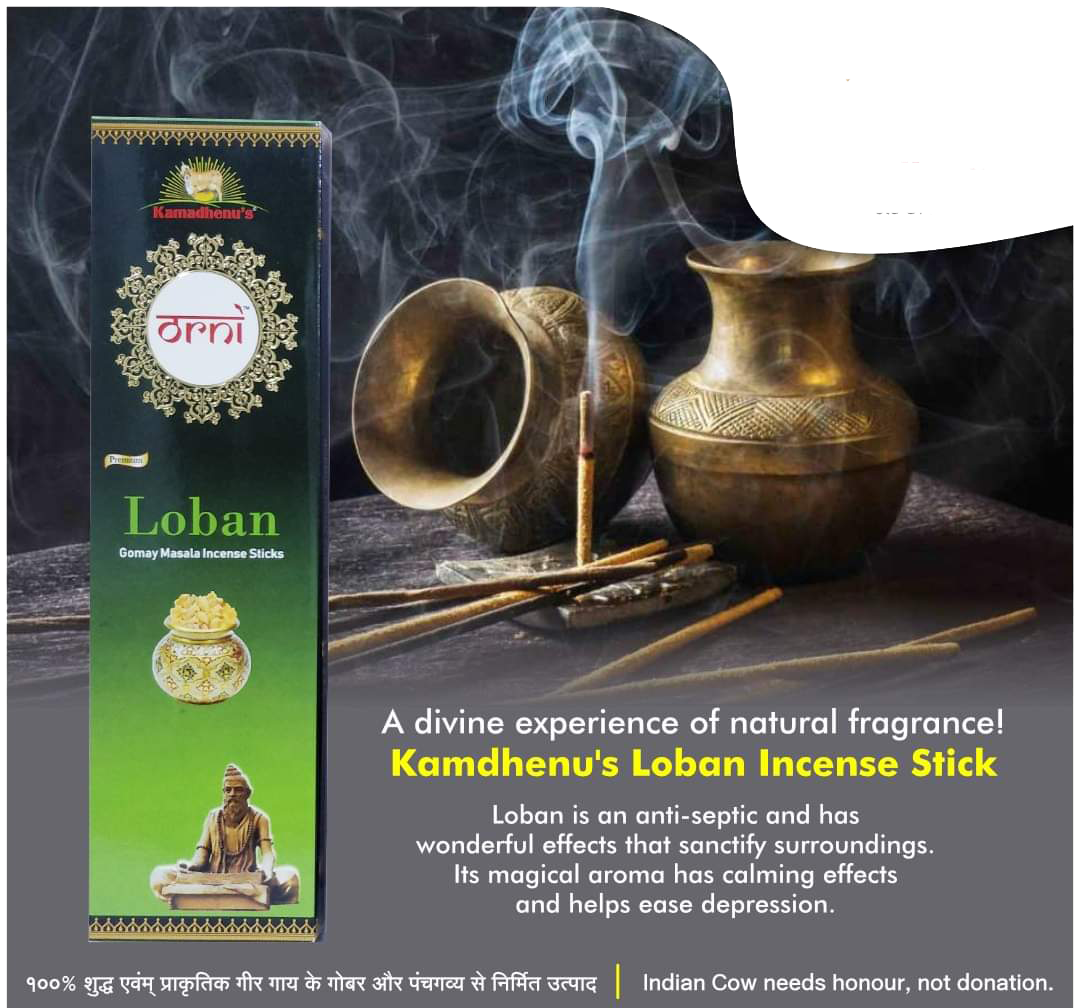 Kamadhenu's
orni™
Premium
Loban
Gomay Masala Incense Sticks
A divine experience of natural fragrance!
Kamdhenu's Loban Incense Stick
Loban is an anti-septic and has
wonderful effects that sanctify surroundings.
Its magical aroma has calming effects
and helps ease depression.
१००% शुद्ध एवंम् प्राकृतिक गीर गाय के गोबर और पंचगव्य से निर्मित उत्पाद | Indian Cow needs honour, not donation.